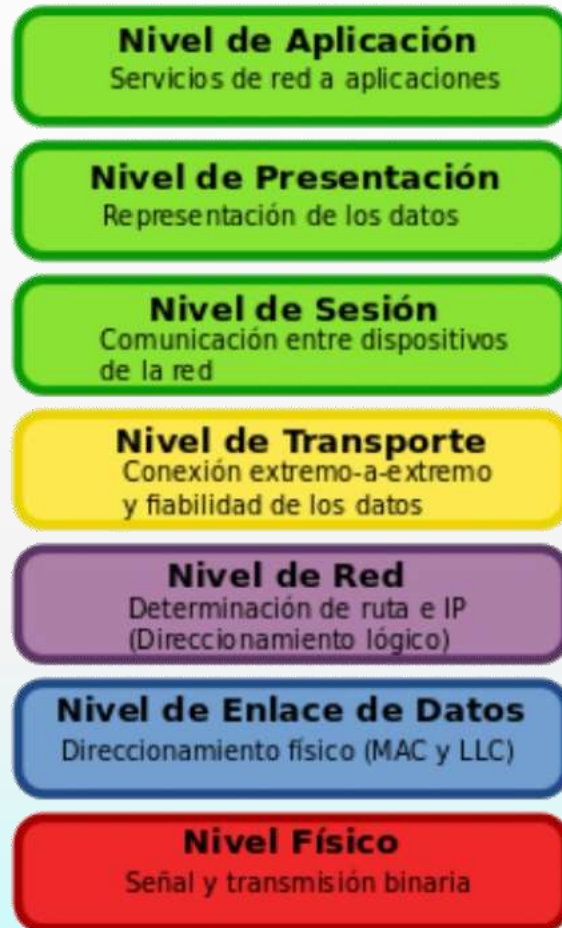 Nivel de Aplicación
Servicios de red a aplicaciones
Nivel de Presentación
Representación de los datos
Nivel de Sesión
Comunicación entre dispositivos
de la red
Nivel de Transporte
Conexión extremo-a-extremo
y fiabilidad de los datos
Nivel de Red
Determinación de ruta e IP
(Direccionamiento lógico)
Nivel de Enlace de Datos
Direccionamiento físico (MAC y LLC)
Nivel Físico
Señal y transmisión binaria